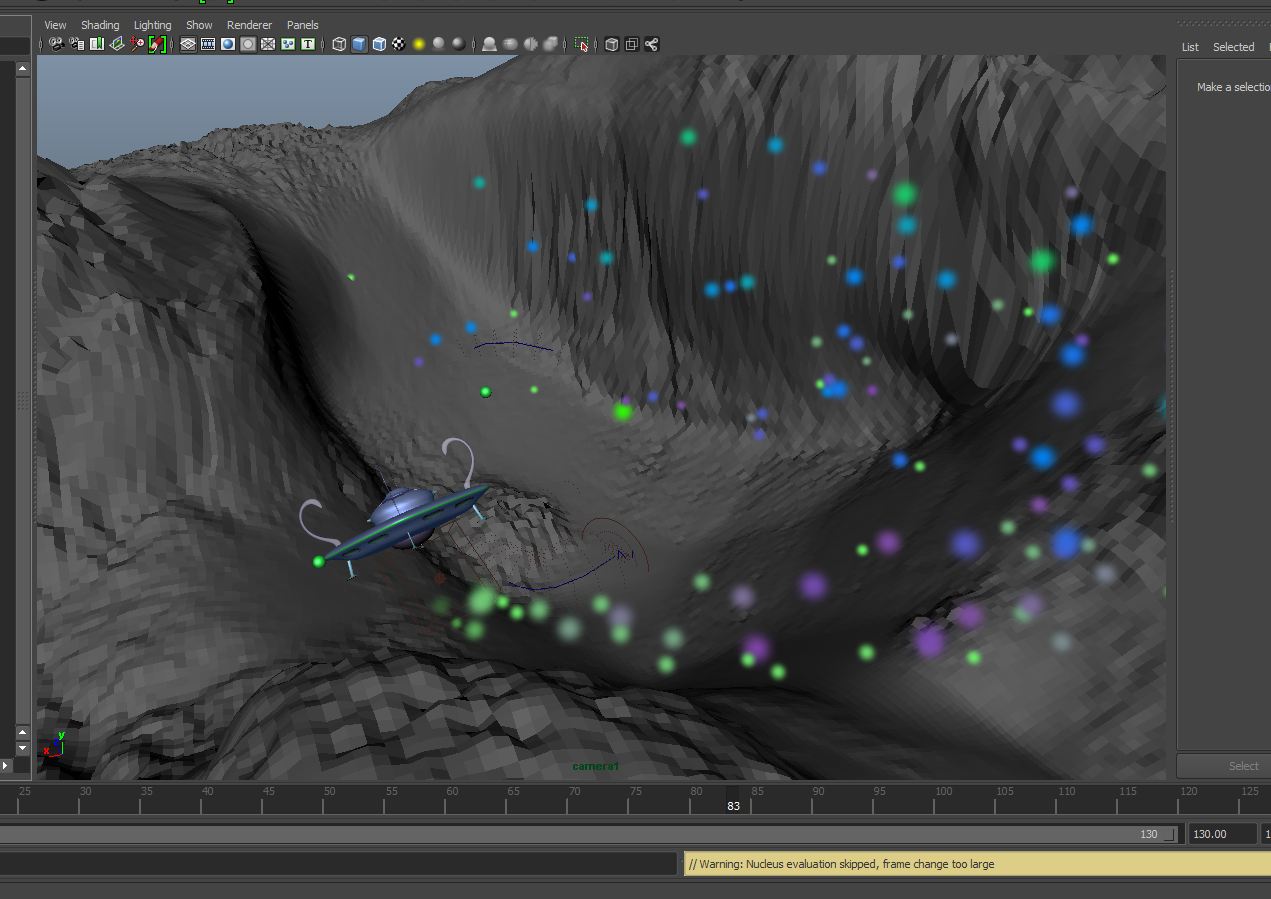 View Shading Lighting Show Renderer Panels
List Selected
Make a selectio
T
y
x
camera1
Select
25 30 35 40 45 50 55 60 65 70 75 80 85 90 95 100 105 110 115 120 125
83
130 130.00 1
// Warning: Nucleus evaluation skipped, frame change too large